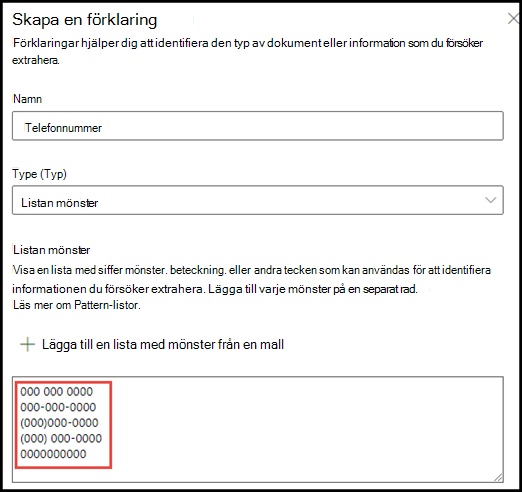 Skapa en förklaring
Förklaringar hjälper dig att identifiera den typ av dokument eller information som du försöker
extrahera.
Namn
Telefonnummer
Type (Typ)
Listan mönster
Listan mönster
Visa en lista med siffer mönster. beteckning. eller andra tecken som kan användas för att identifiera
informationen du försöker extrahera. Lägga till varje mönster på en separat rad.
Läs mer om Pattern-listor.
Lägga till en lista med mönster från en mall
000 000 0000
000-000-0000
(000)000-0000
(000) 000-0000
0000000000